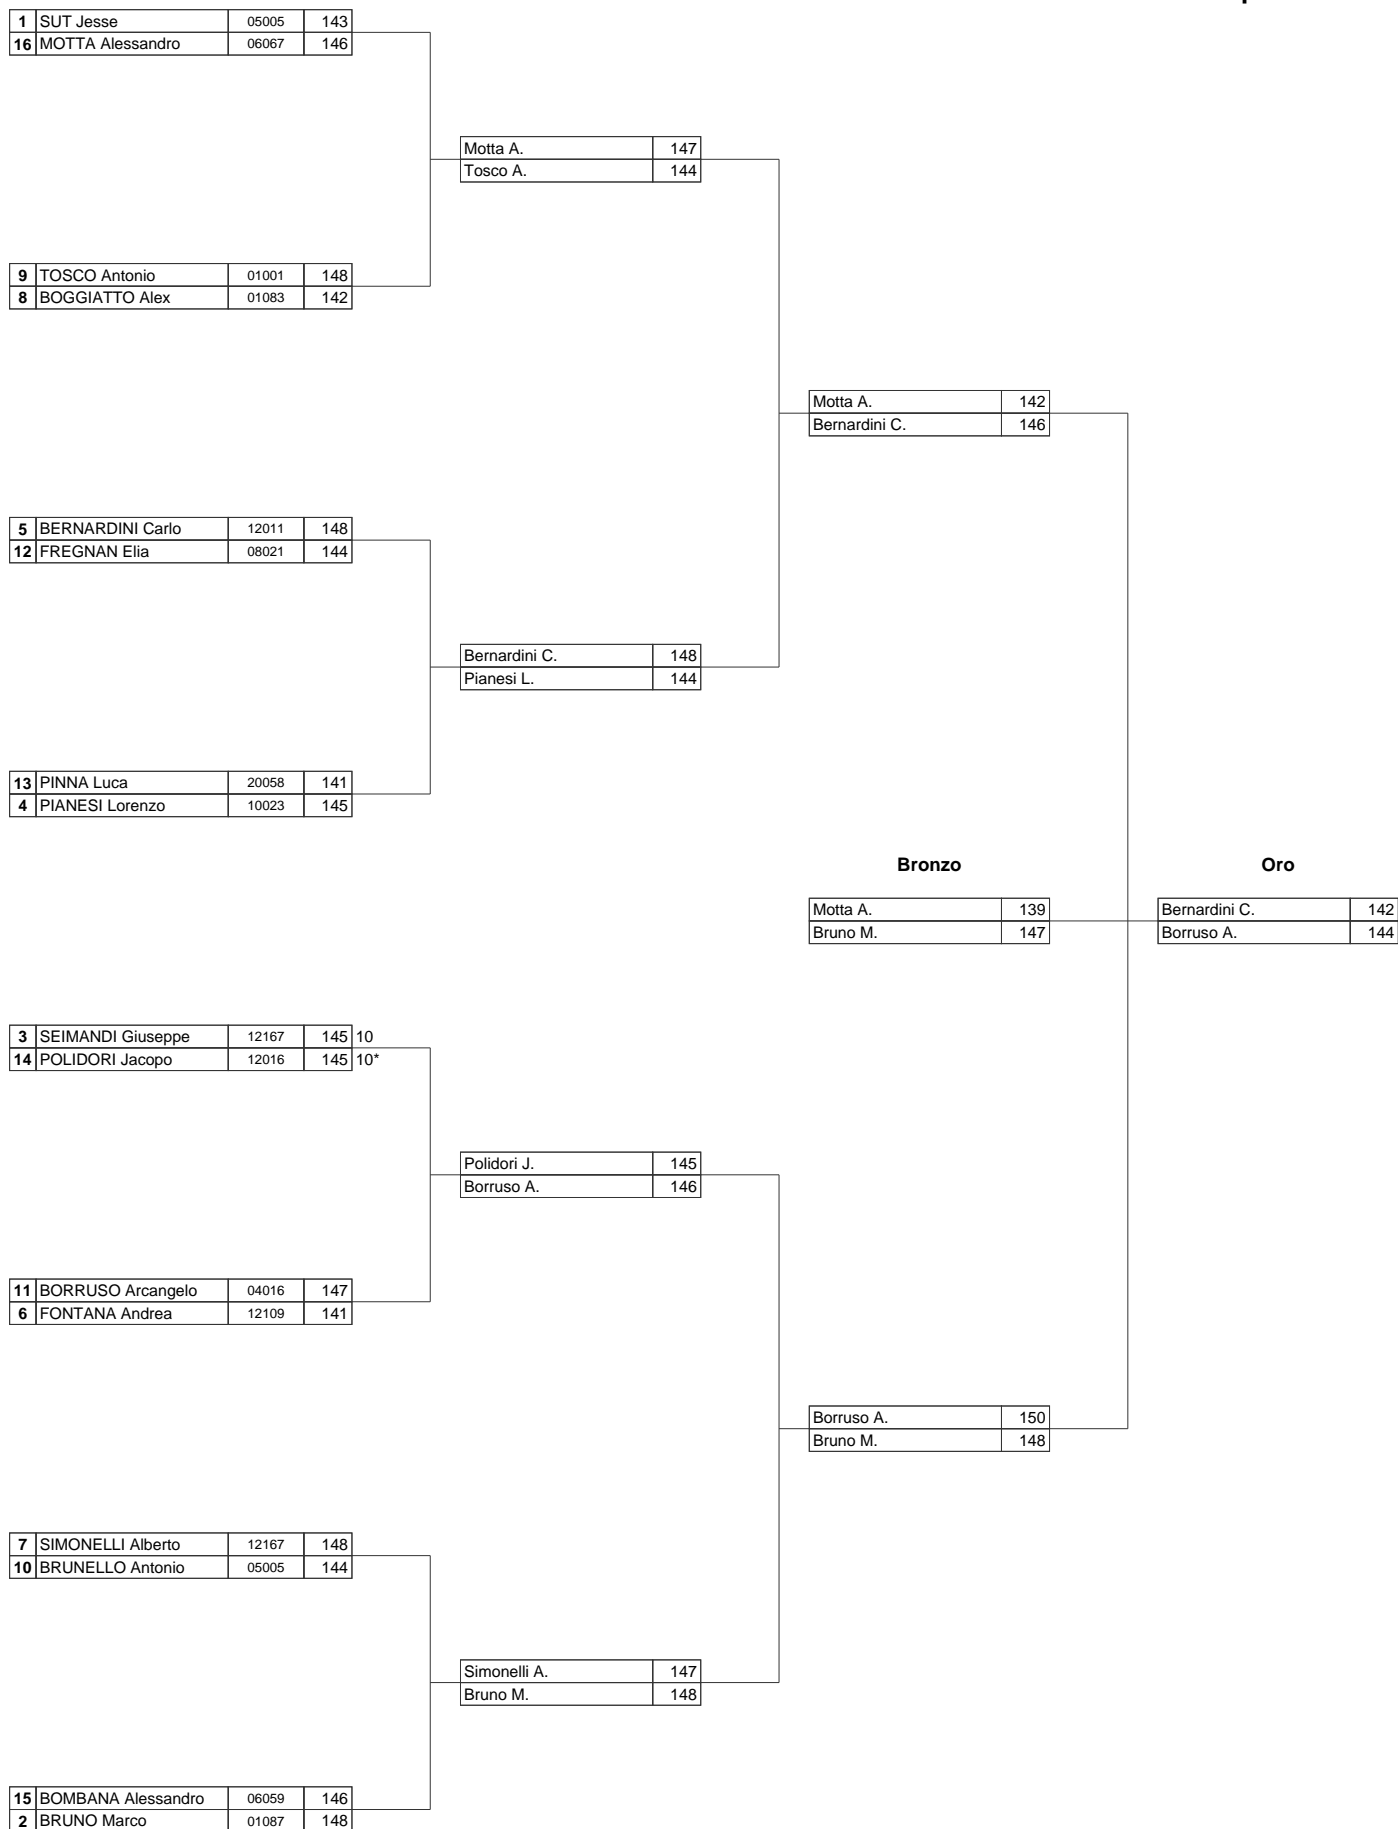 1 SUT Jesse 05005 143
16 MOTTA Alessandro 06067 146
Motta A. 147
Tosco A. 144
9 TOSCO Antonio 01001 148
8 BOGGIATTO Alex 01083 142
Motta A. 142
Bernardini C. 146
5 BERNARDINI Carlo 12011 148
12 FREGNAN Elia 08021 144
Bernardini C. 148
Pianesi L. 144
13 PINNA Luca 20058 141
4 PIANESI Lorenzo 10023 145
Bronzo Oro
Motta A. 139 Bernardini C. 142
Bruno M. 147 Borruso A. 144
3 SEIMANDI Giuseppe 12167 145 10
14 POLIDORI Jacopo 12016 145 10*
Polidori J. 145
Borruso A. 146
11 BORRUSO Arcangelo 04016 147
6 FONTANA Andrea 12109 141
Borruso A. 150
Bruno M. 148
7 SIMONELLI Alberto 12167 148
10 BRUNELLO Antonio 05005 144
Simonelli A. 147
Bruno M. 148
15 BOMBANA Alessandro 06059 146
2 BRUNO Marco 01087 148